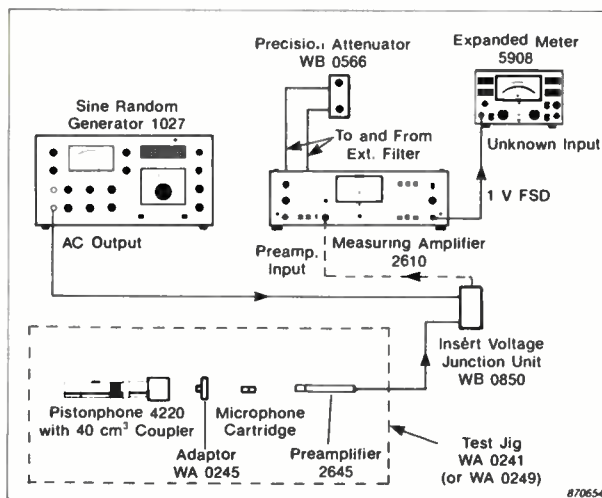 Precision Attenuator
WB 0566
Expanded Meter
5908
Sine Random
Generator 1027
To and From
Ext. Filter
Unknown Input
1 V FSD
AC Output
Preamp.
Input
Measuring Amplifier
2610
Insert Voltage
Junction Unit
WB 0850
Pistonphone 4220
with 40 cm³ Coupler
Microphone
Cartridge
Adaptor
WA 0245
Preamplifier
2645
Test Jig
WA 0241
(or WA 0249)
870654